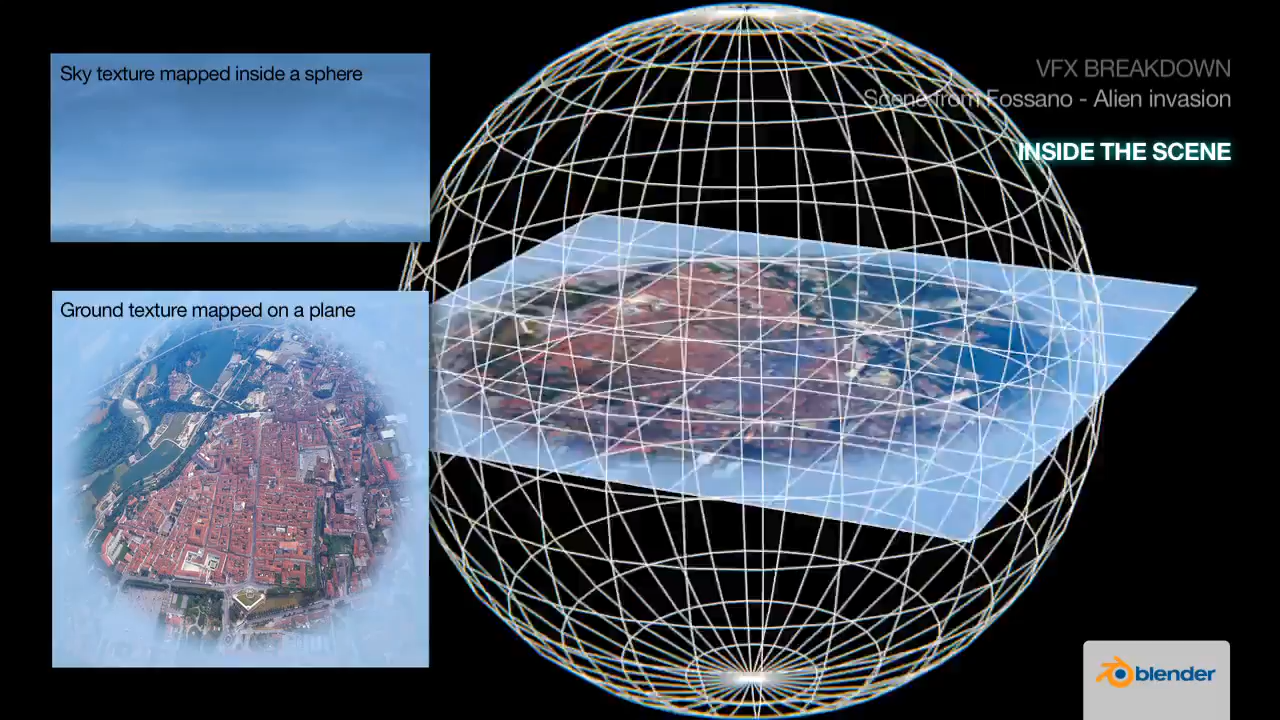 Sky texture mapped inside a sphere
VFX BREAKDOWN
Scene from Fossano - Alien invasion
INSIDE THE SCENE
Ground texture mapped on a plane
blender